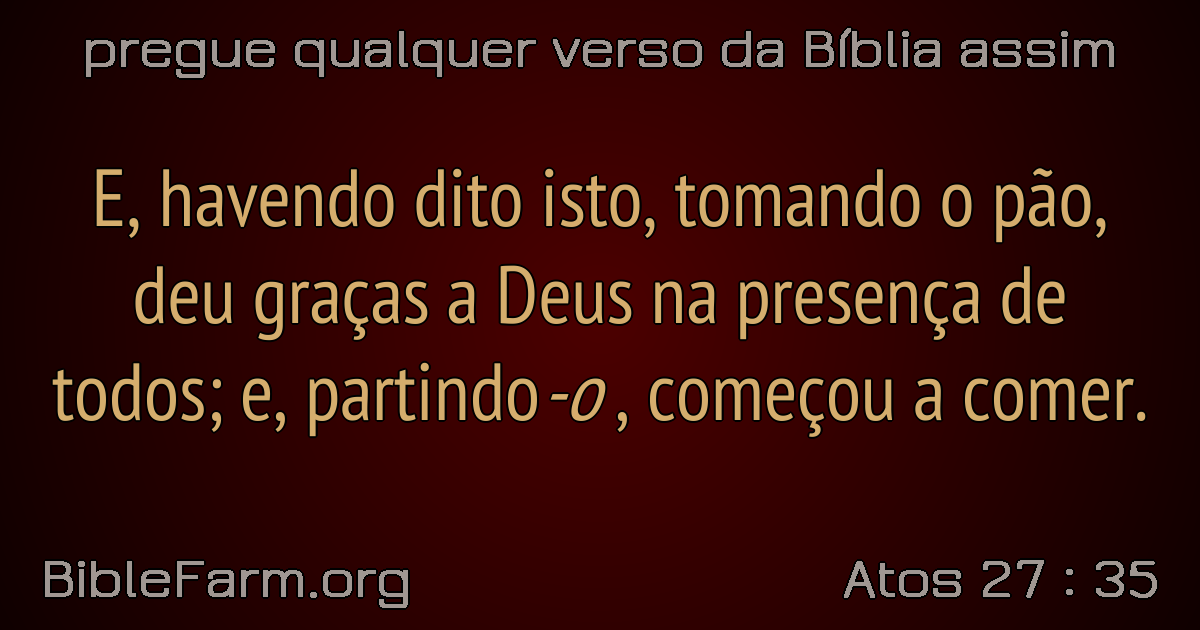 pregue qualquer verso da Bíblia assim
E, havendo dito isto, tomando o pão,
deu graças a Deus na presença de
todos; e, partindo-o , começou a comer.
BibleFarm.org
Atos 27 : 35